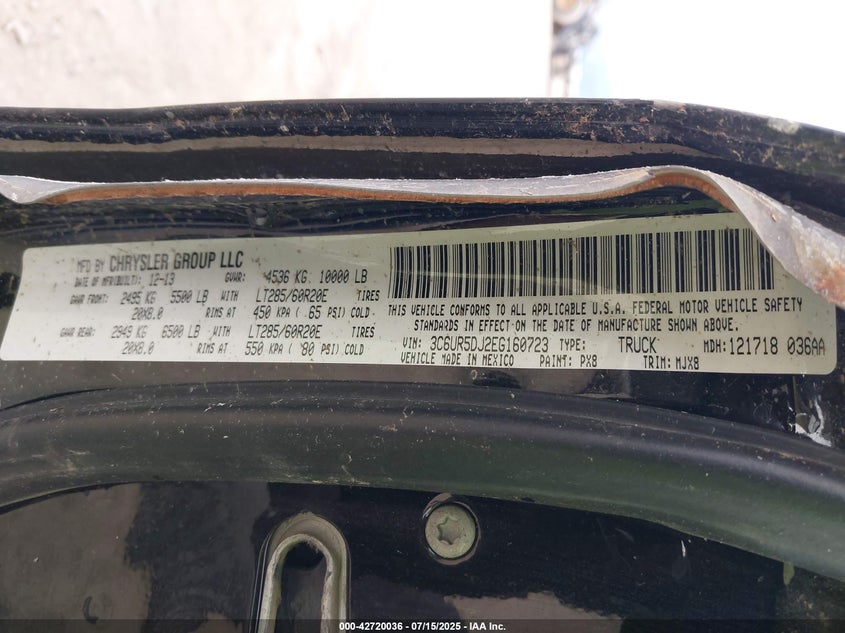 MFD BY CHRYSLER GROUP LLC
DATE OF MFR(BUILT): 12-13 GVWR: 4536 KG 10000 LB
GAWR FRONT: 2495 KG 5500 LB WITH LT285/60R20E TIRES
20X8.0 RIMS AT 450 KPA ( 65 PSI) COLD
GAWR REAR: 2949 KG 6500 LB WITH LT285/60R20E TIRES
20X8.0 RIMS AT 550 KPA ( 80 PSI) COLD
THIS VEHICLE CONFORMS TO ALL APPLICABLE U.S.A. FEDERAL MOTOR VEHICLE SAFETY
STANDARDS IN EFFECT ON THE DATE OF MANUFACTURE SHOWN ABOVE.
VIN: 3C6UR5DJ2EG160723 TYPE: TRUCK MDH: 121718 036AA
VEHICLE MADE IN MEXICO PAINT: PX8 TRIM: MJX8
000-42720036 - 07/15/2025 - IAA Inc.